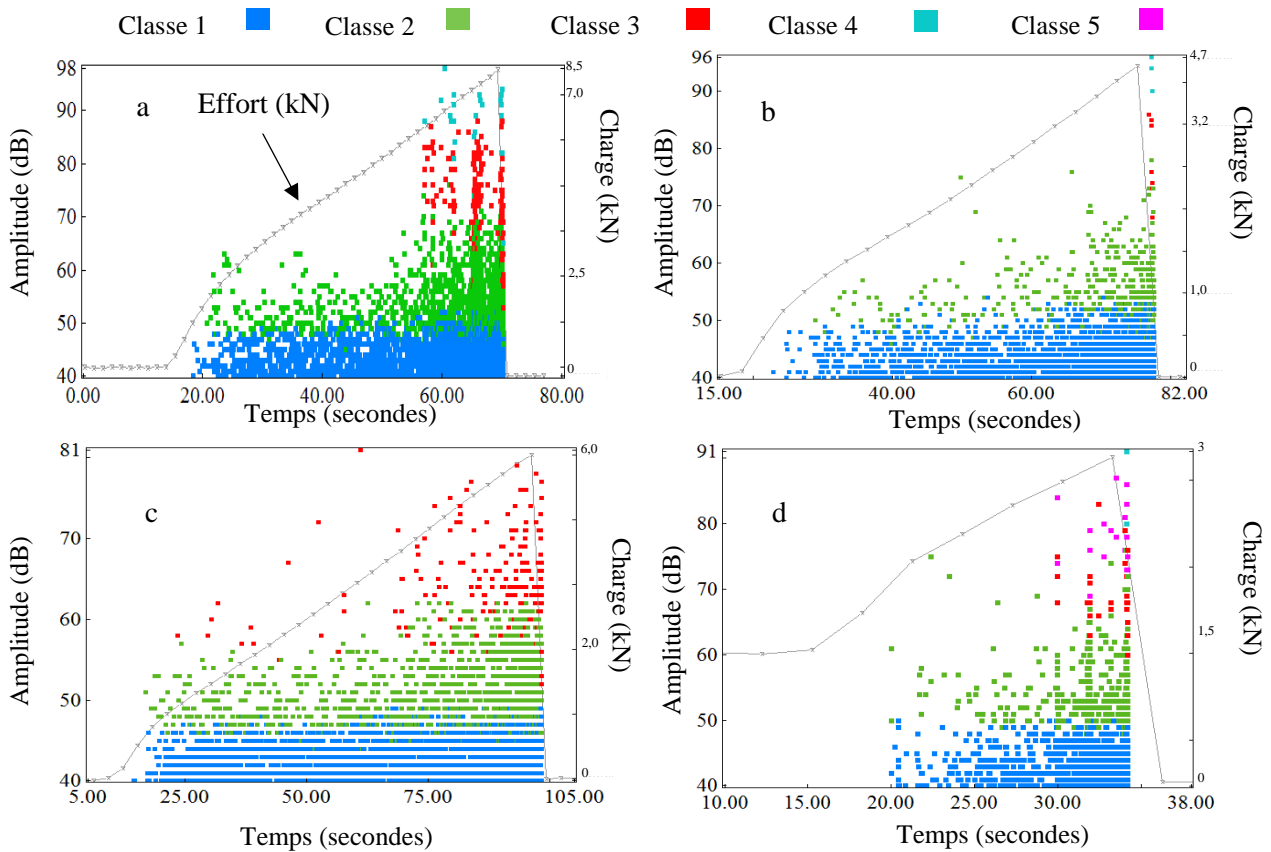 Classe 1 Classe 2 Classe 3 Classe 4 Classe 5
98
90
80
70
60
50
40
Amplitude (dB)
a
Effort (kN)
8,5
7,0
2,5
0
Charge (kN)
0.00 20.00 40.00 60.00 80.00
Temps (secondes)
96
90
80
70
60
50
40
Amplitude (dB)
b
4,7
3,2
1,0
0
Charge (kN)
15.00 40.00 60.00 82.00
Temps (secondes)
81
70
60
50
40
Amplitude (dB)
c
6,0
2,0
0
Charge (kN)
5.00 25.00 50.00 75.00 105.00
Temps (secondes)
91
80
70
60
50
40
Amplitude (dB)
d
3
1,5
0
Charge (kN)
10.00 15.00 20.00 30.00 38.00
Temps (secondes)